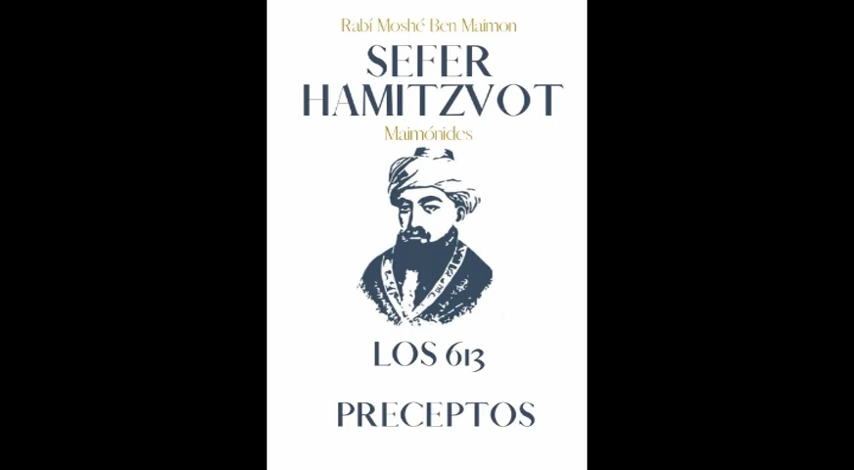 Rabí Moshé Ben Maimon
SEFER
HAMITZVOT
Maimónides
LOS 613
PRECEPTOS